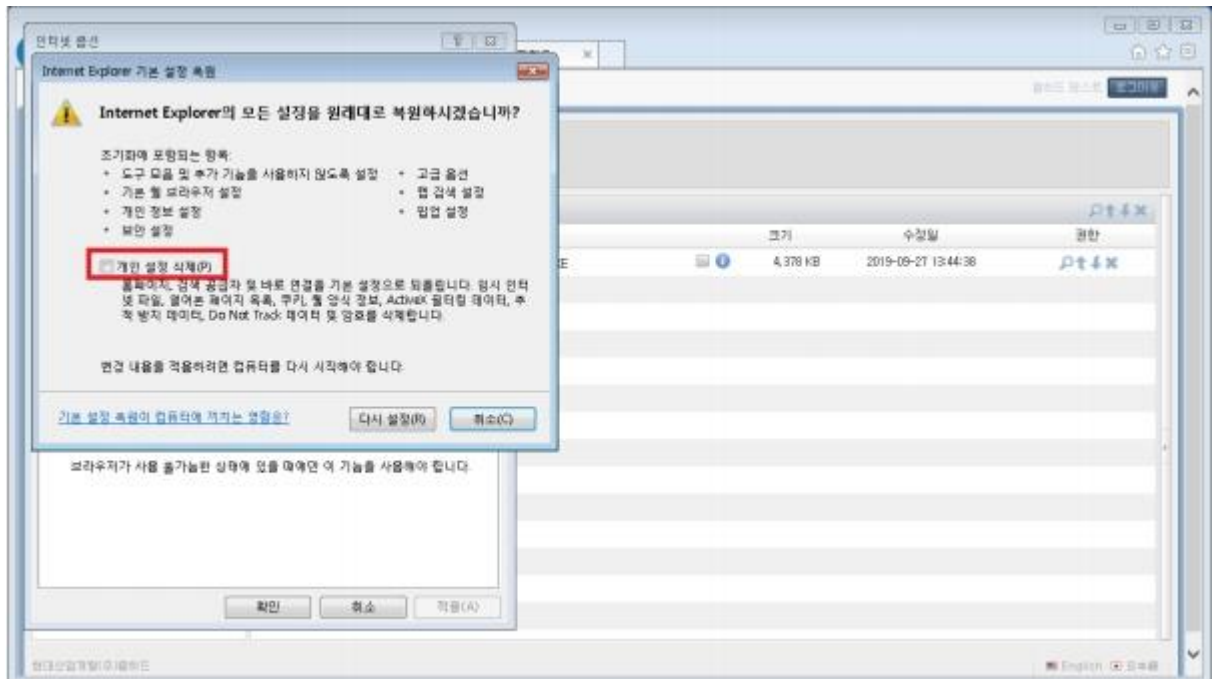 인터넷 옵션
Internet Explorer 기본 설정 복원
Internet Explorer의 모든 설정을 원래대로 복원하시겠습니까?
로그아웃
초기화에 포함되는 항목:
• 도구 모음 및 추가 기능을 사용하지 않도록 설정
• 고급 옵션
• 기본 웹 브라우저 설정
• 탭 검색 설정
• 개인 정보 설정
• 팝업 설정
• 보안 설정
개인 설정 삭제(P)
홈페이지, 검색 공급자 및 바로 연결을 기본 설정으로 되돌립니다. 임시 인터
넷 파일, 열어본 페이지 목록, 쿠키, 웹 양식 정보, ActiveX 필터링 데이터, 추
적 방지 데이터, Do Not Track 데이터 및 암호를 삭제합니다.
변경 내용을 적용하려면 컴퓨터를 다시 시작해야 합니다.
기본 설정 복원이 컴퓨터에 끼치는 영향은?
다시 설정(R)
취소(C)
브라우저가 사용 불가능한 상태에 있을 때에만 이 기능을 사용해야 합니다.
확인
취소
적용(A)
크기
수정일
권한
4,378 KB
2019-09-27 13:44:38
English
日本語